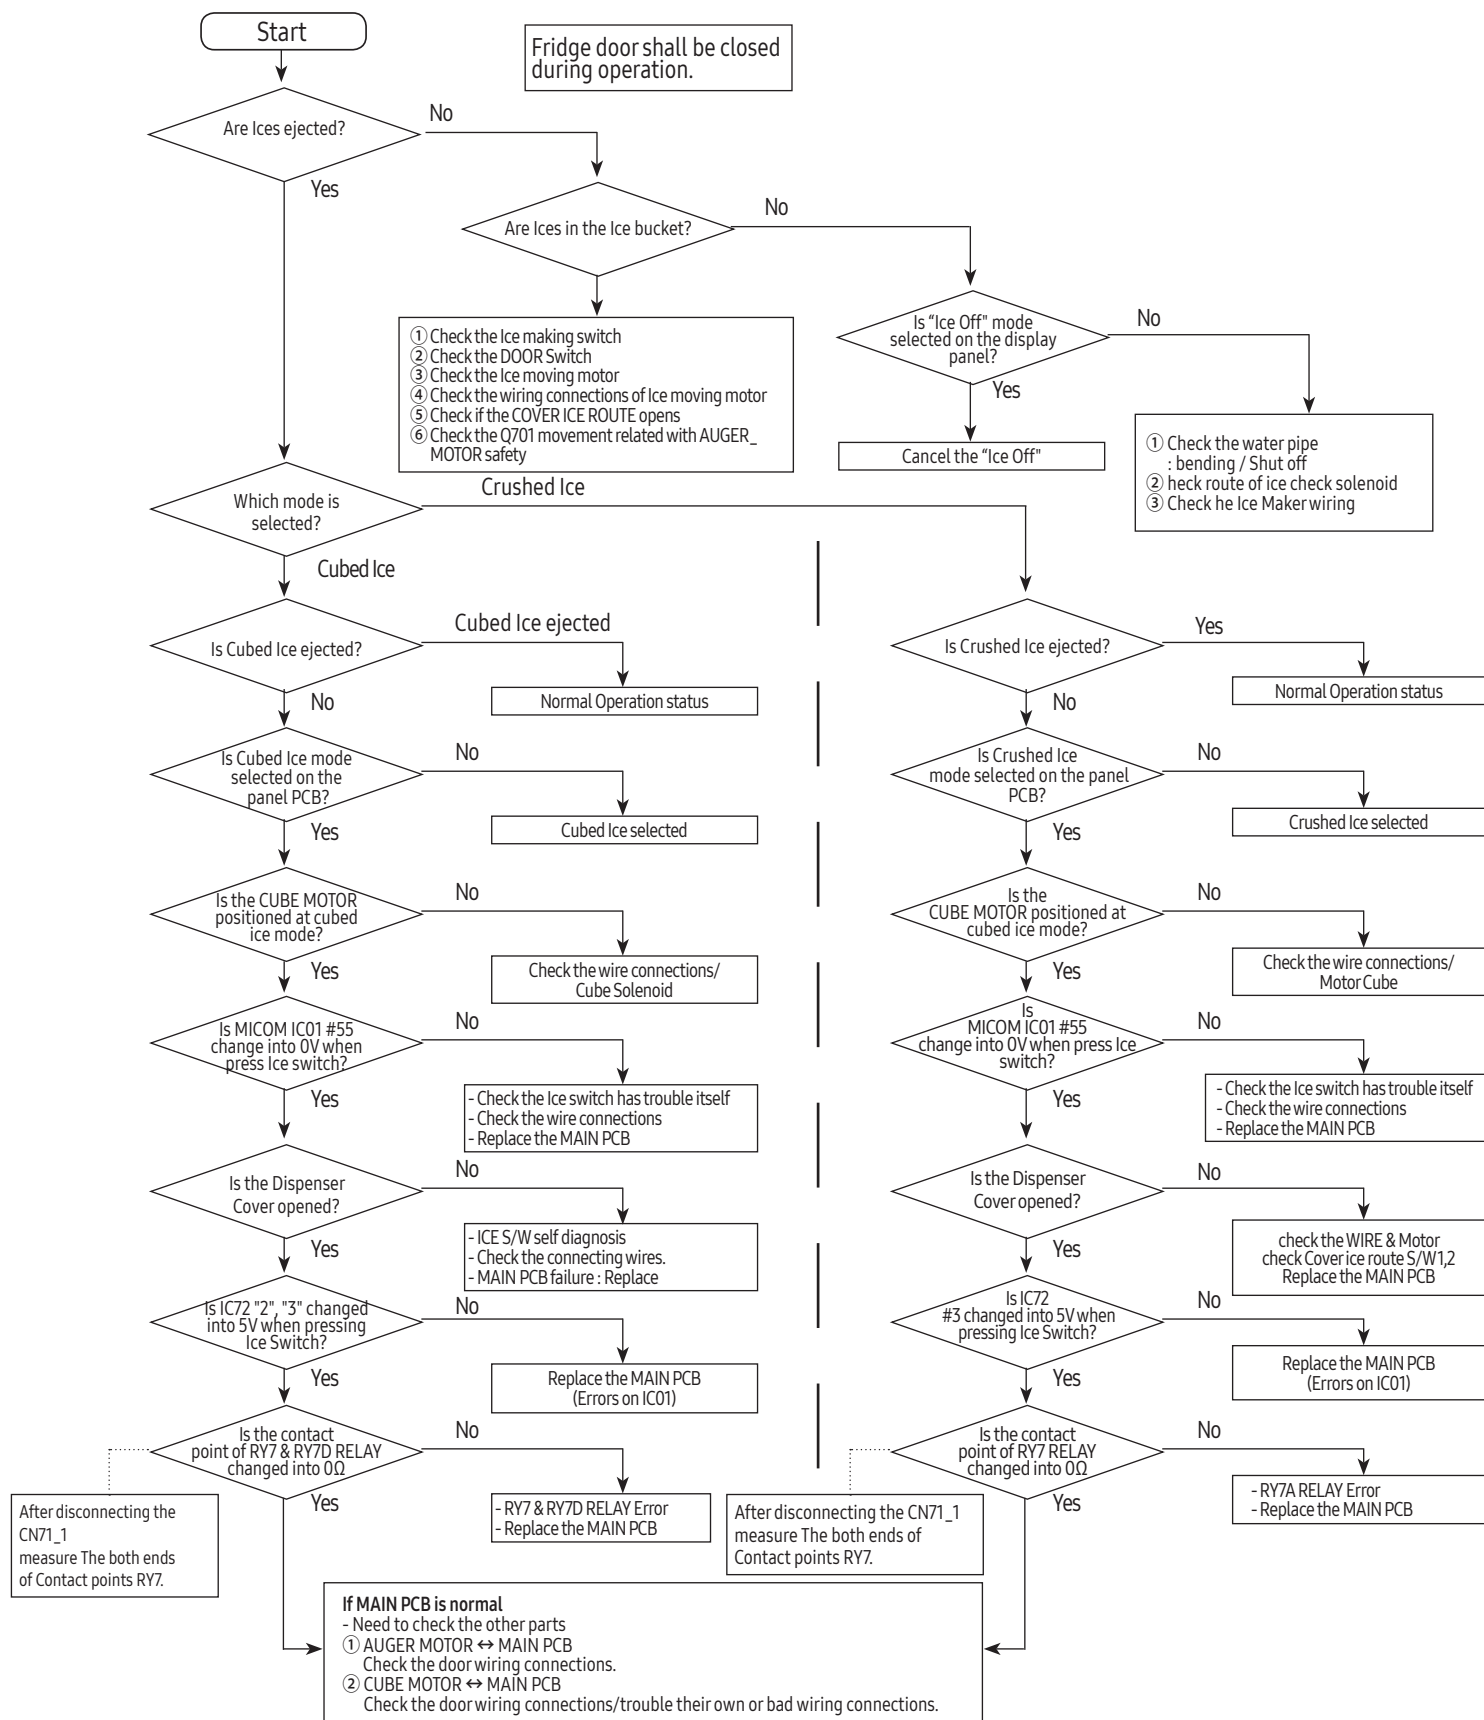 Start
Fridge door shall be closed
during operation.
Are Ices ejected?
No
Yes
Are Ices in the Ice bucket?
No
① Check the Ice making switch
② Check the DOOR Switch
③ Check the Ice moving motor
④ Check the wiring connections of Ice moving motor
⑤ Check if the COVER ICE ROUTE opens
⑥ Check the Q701 movement related with AUGER_
MOTOR safety
Is “Ice Off" mode
selected on the display
panel?
No
Yes
Cancel the “Ice Off"
① Check the water pipe
: bending / Shut off
② heck route of ice check solenoid
③ Check he Ice Maker wiring
Which mode is
selected?
Crushed Ice
Cubed Ice
Is Cubed Ice ejected?
Cubed Ice ejected
Normal Operation status
No
Is Cubed Ice mode
selected on the
panel PCB?
No
Cubed Ice selected
Yes
Is the CUBE MOTOR
positioned at cubed
ice mode?
No
Check the wire connections/
Cube Solenoid
Yes
Is MICOM IC01 #55
change into 0V when
press Ice switch?
No
- Check the Ice switch has trouble itself
- Check the wire connections
- Replace the MAIN PCB
Yes
Is the Dispenser
Cover opened?
No
- ICE S/W self diagnosis
- Check the connecting wires.
- MAIN PCB failure : Replace
Yes
Is IC72 "2", "3" changed
into 5V when pressing
Ice Switch?
No
Replace the MAIN PCB
(Errors on IC01)
Yes
Is the contact
point of RY7 & RY7D RELAY
changed into 0Ω
No
- RY7 & RY7D RELAY Error
- Replace the MAIN PCB
Yes
After disconnecting the
CN71_1
measure The both ends
of Contact points RY7.
Is Crushed Ice ejected?
Yes
Normal Operation status
No
Is Crushed Ice
mode selected on the panel
PCB?
No
Crushed Ice selected
Yes
Is the
CUBE MOTOR positioned at
cubed ice mode?
No
Check the wire connections/
Motor Cube
Yes
Is
MICOM IC01 #55
change into 0V when press Ice
switch?
No
- Check the Ice switch has trouble itself
- Check the wire connections
- Replace the MAIN PCB
Yes
Is the Dispenser
Cover opened?
No
check the WIRE & Motor
check Cover ice route S/W1,2
Replace the MAIN PCB
Yes
Is IC72
#3 changed into 5V when
pressing Ice Switch?
No
Replace the MAIN PCB
(Errors on IC01)
Yes
Is the contact
point of RY7 RELAY
changed into 0Ω
No
- RY7A RELAY Error
- Replace the MAIN PCB
Yes
After disconnecting the CN71_1
measure The both ends of
Contact points RY7.
If MAIN PCB is normal
- Need to check the other parts
① AUGER MOTOR ↔ MAIN PCB
Check the door wiring connections.
② CUBE MOTOR ↔ MAIN PCB
Check the door wiring connections/trouble their own or bad wiring connections.